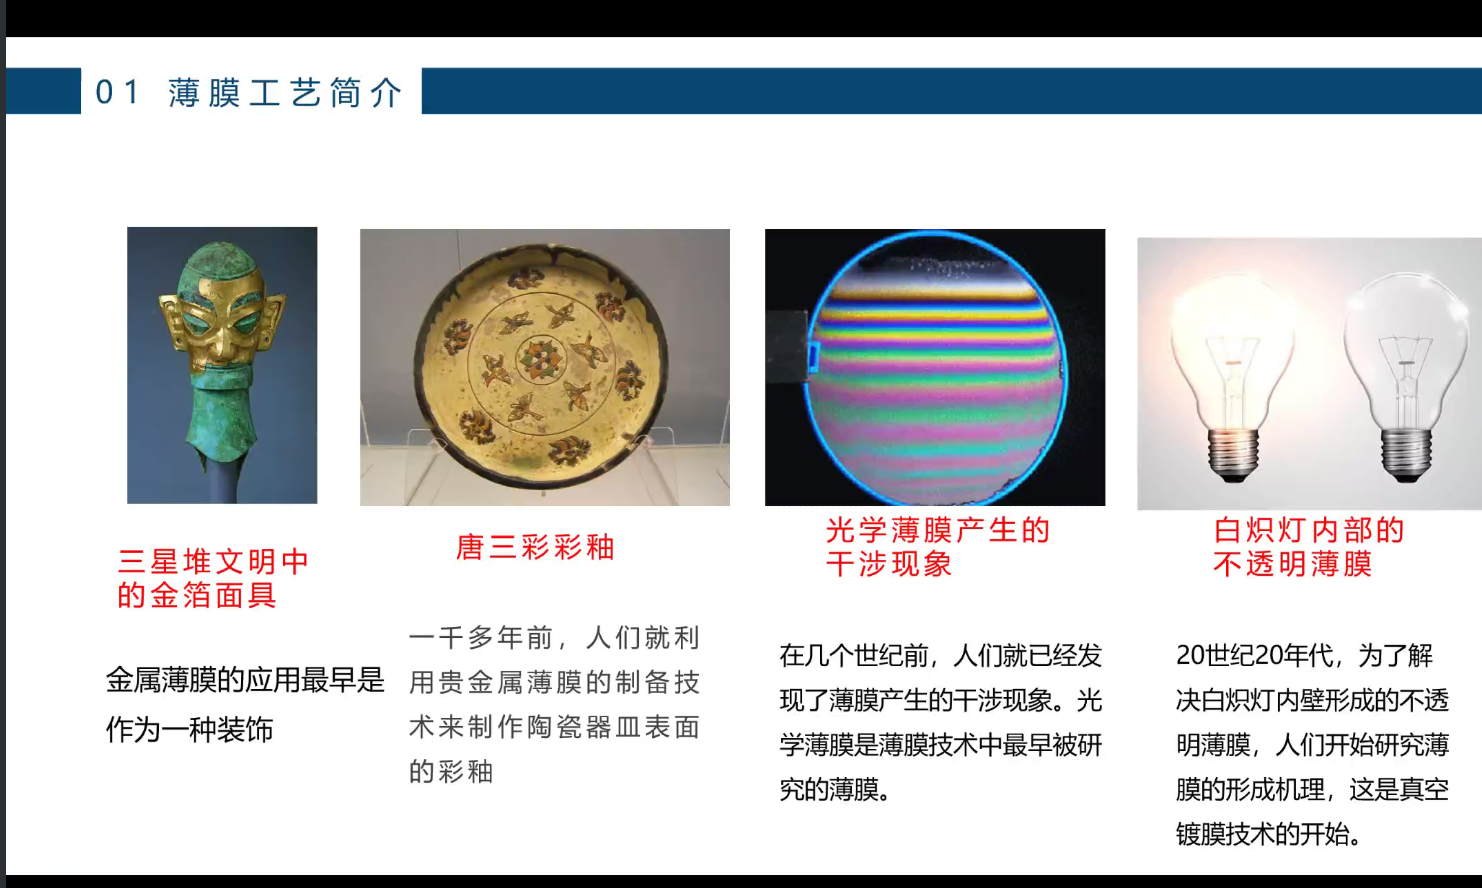 01 薄膜工艺简介
三星堆文明中
的金箔面具
金属薄膜的应用最早是
作为一种装饰
唐三彩彩釉
一千多年前，人们就利
用贵金属薄膜的制备技
术来制作陶瓷器皿表面
的彩釉
光学薄膜产生的
干涉现象
在几个世纪前，人们就已经发
现了薄膜产生的干涉现象。光
学薄膜是薄膜技术中最早被研
究的薄膜。
白炽灯内部的
不透明薄膜
20世纪20年代，为了解
决白炽灯内壁形成的不透
明薄膜，人们开始研究薄
膜的形成机理，这是真空
镀膜技术的开始。